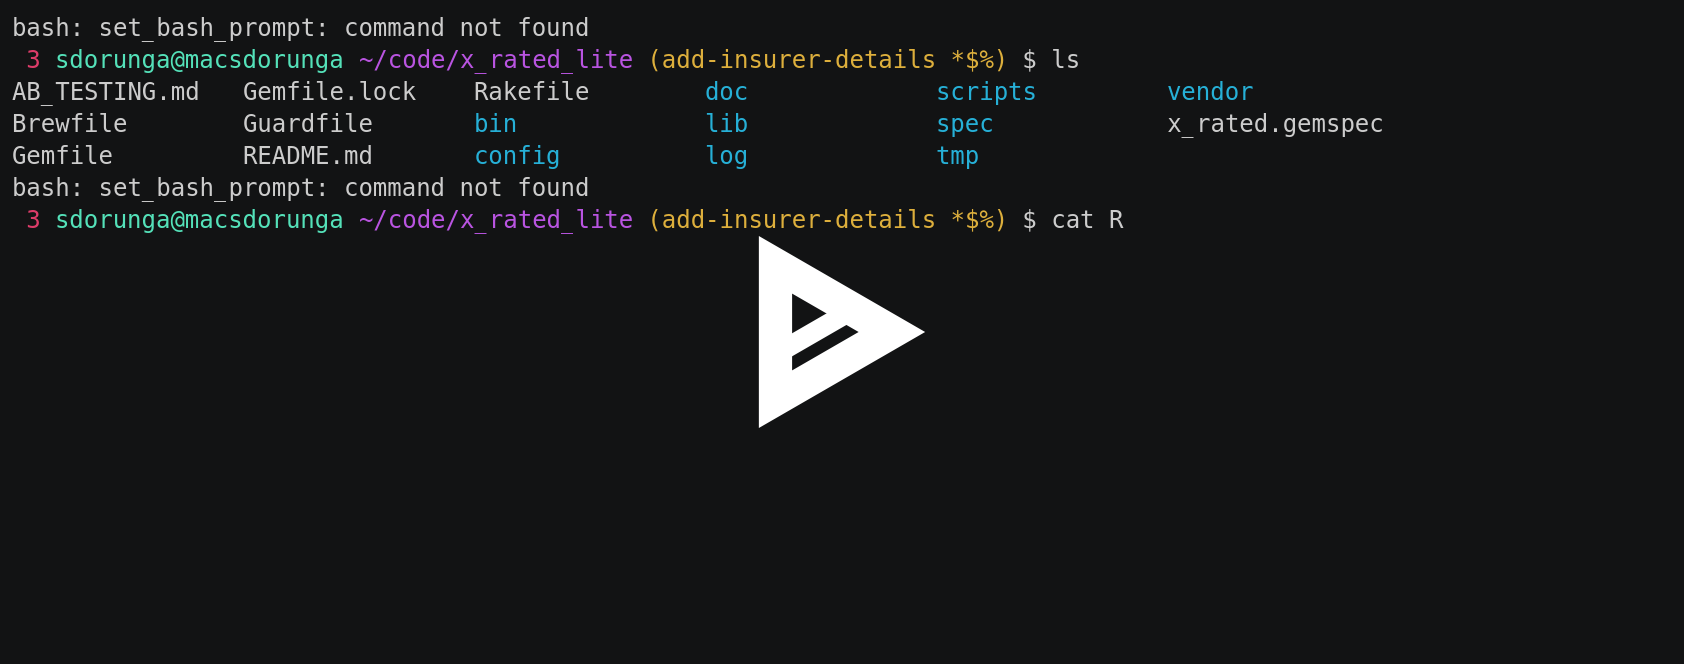 bash: set_bash_prompt: command not found
3 sdorunga@macsdorunga ~/code/x_rated_lite (add-insurer-details *$%) $ ls
AB_TESTING.md Gemfile.lock Rakefile doc scripts vendor
Brewfile Guardfile bin lib spec x_rated.gemspec
Gemfile README.md config log tmp
bash: set_bash_prompt: command not found
3 sdorunga@macsdorunga ~/code/x_rated_lite (add-insurer-details *$%) $ cat R